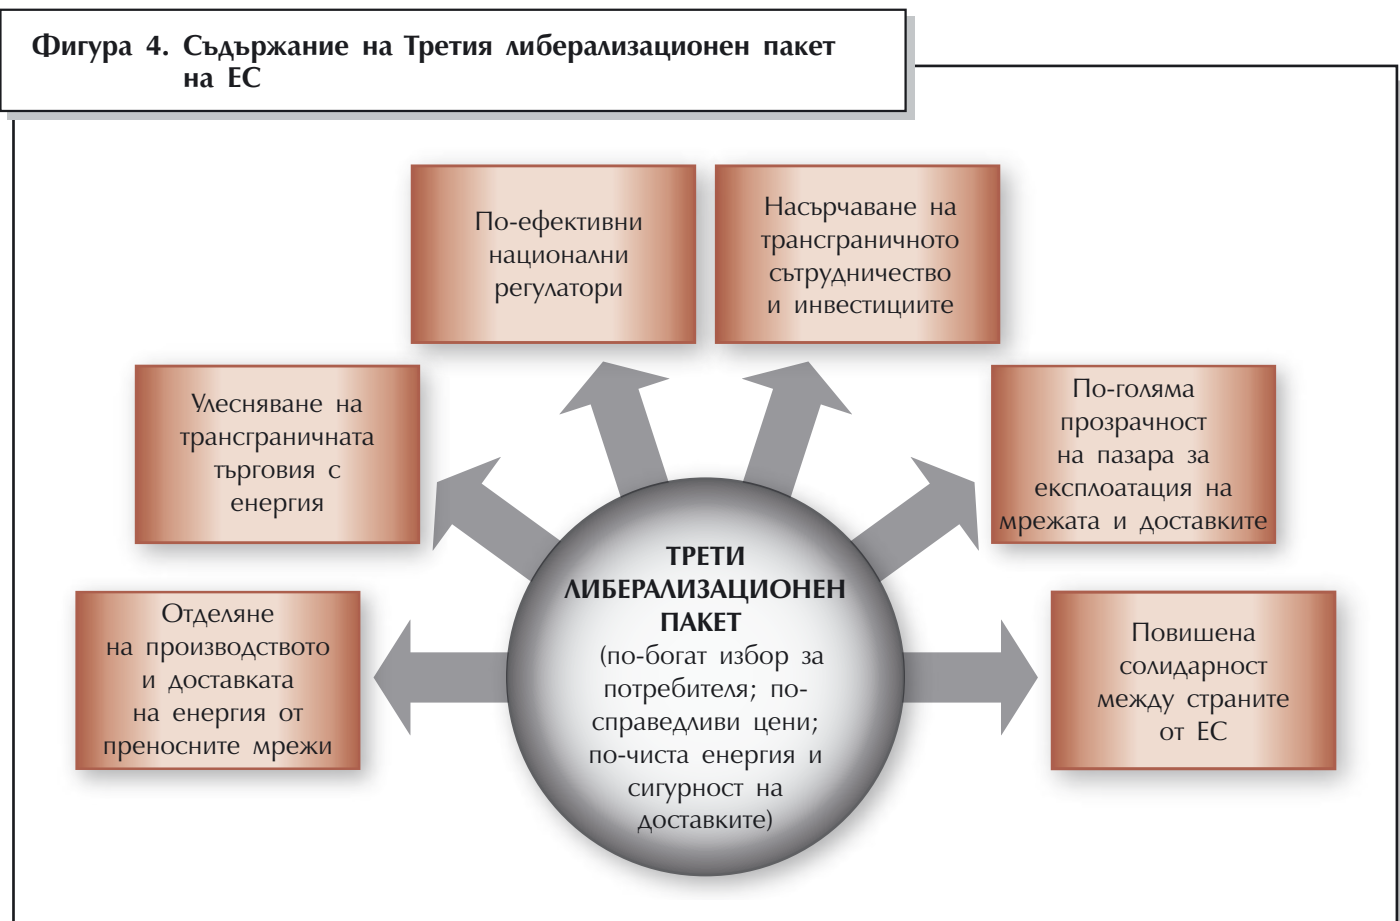 Фигура 4. Съдържание на Третия либерализационен пакет
на ЕС
По-ефективни
национални
регулатори
Насърчаване на
трансграничното
сътрудничество
и инвестициите
Улесняване на
трансграничната
търговия с
енергия
По-голяма
прозрачност
на пазара за
експлоатация на
мрежата и доставките
Отделяне
на производството
и доставката
на енергия от
преносните мрежи
ТРЕТИ
ЛИБЕРАЛИЗАЦИОНЕН
ПАКЕТ
(по-богат избор за
потребителя; по-
справедливи цени;
по-чиста енергия и
сигурност на
доставките)
Повишена
солидарност
между страните
от ЕС